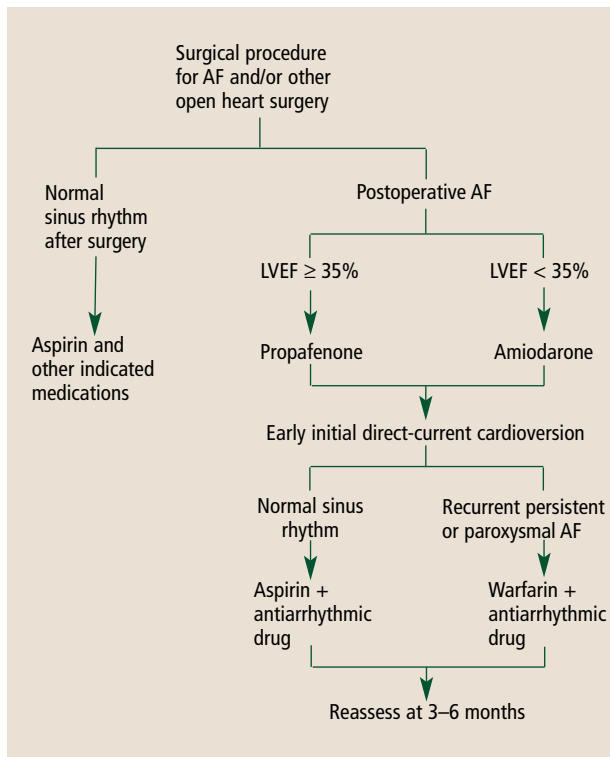 Surgical procedure
for AF and/or other
open heart surgery
Normal
sinus rhythm
after surgery
Postoperative AF
LVEF ≥ 35%
LVEF < 35%
Aspirin and
other indicated
medications
Propafenone
Amiodarone
Early initial direct-current cardioversion
Normal sinus
rhythm
Recurrent persistent
or paroxysmal AF
Aspirin +
antiarrhythmic
drug
Warfarin +
antiarrhythmic
drug
Reassess at 3–6 months